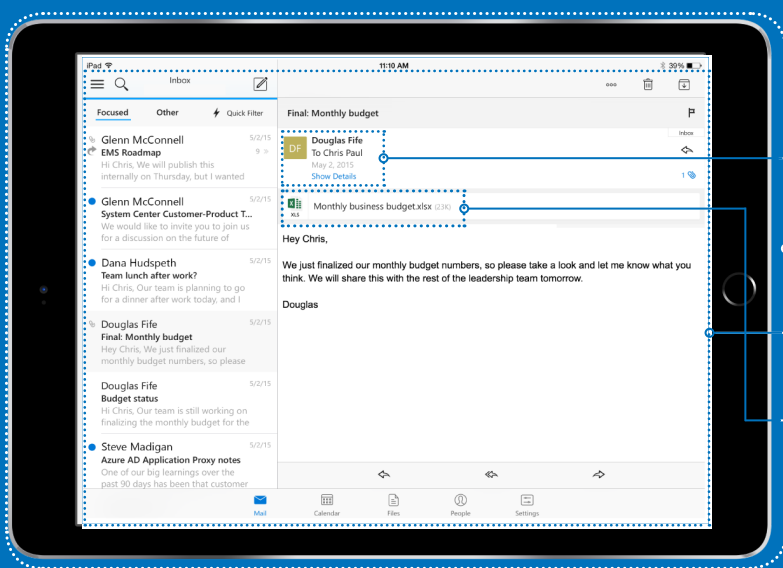 iPad 11:10 AM 39%
Inbox
Focused Other Quick Filter
Glenn McConnell 5/2/15
EMS Roadmap 9 »
Hi Chris, We will publish this
internally on Thursday, but I wanted
Glenn McConnell 5/2/15
System Center Customer-Product T...
We would like to invite you to join us
for a discussion on the future of
Dana Hudspeth 5/2/15
Team lunch after work?
Hi Chris, Our team is planning to go
for a dinner after work today, and I
Douglas Fife 5/2/15
Final: Monthly budget
Hey Chris, We just finalized our
monthly budget numbers, so please
Douglas Fife 5/2/15
Budget status
Hi Chris, Our team is still working on
finalizing the monthly budget for the
Steve Madigan 5/2/15
Azure AD Application Proxy notes
One of our big learnings over the
past 90 days has been that customer
Final: Monthly budget
Inbox
DF
Douglas Fife
To Chris Paul
May 2, 2015
Show Details
1
XLS
Monthly business budget.xlsx (23K)
Hey Chris,
We just finalized our monthly budget numbers, so please take a look and let me know what you
think. We will share this with the rest of the leadership team tomorrow.
Douglas
Mail Calendar Files People Settings